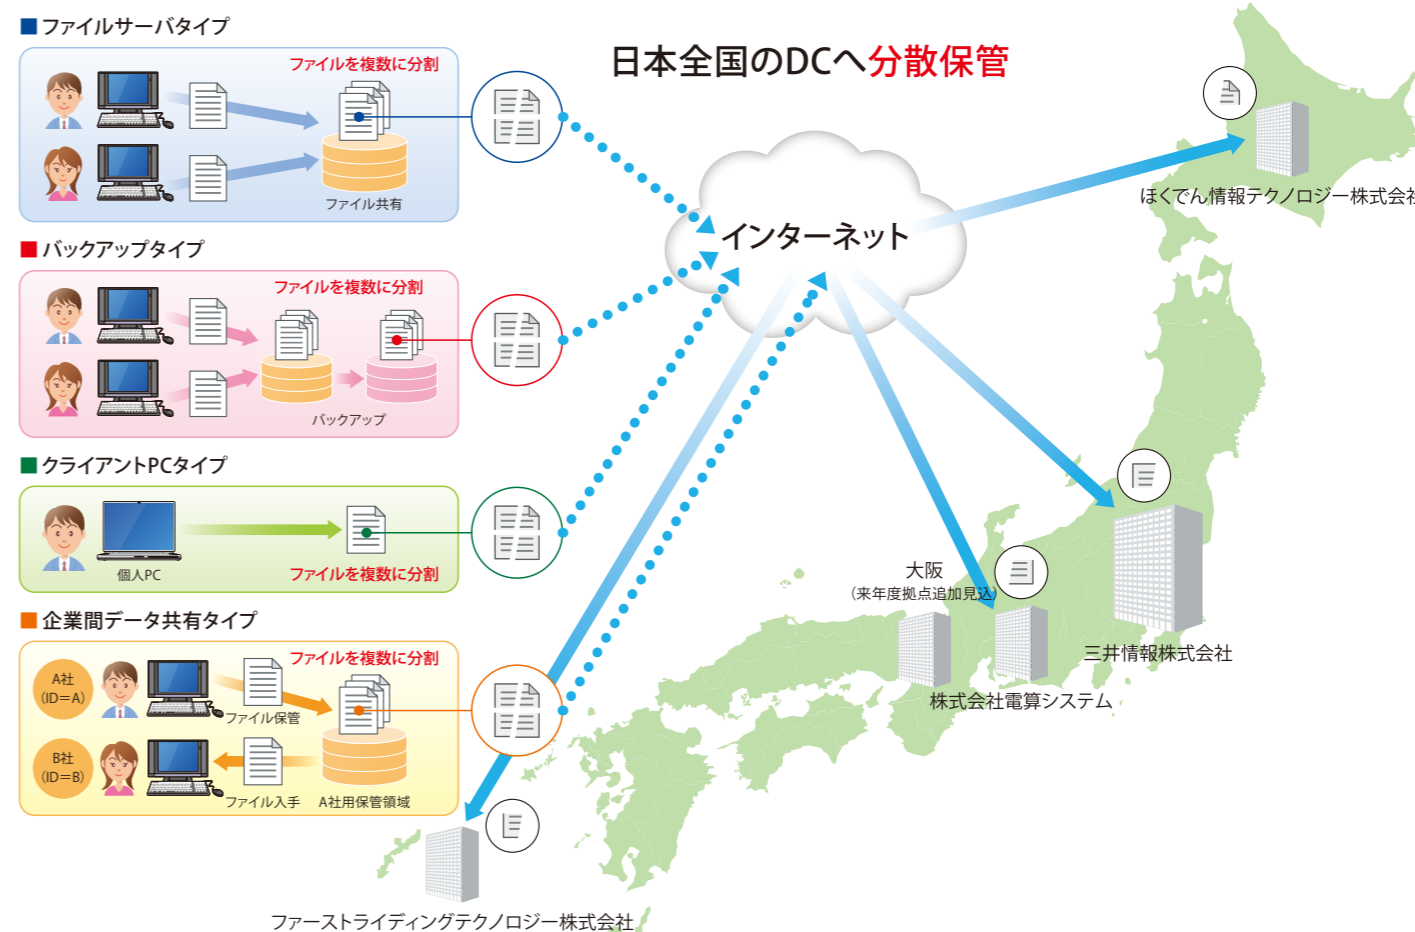 日本全国のDCへ分散保管
■ファイルサーバタイプ
ファイルを複数に分割
ファイル共有
■バックアップタイプ
ファイルを複数に分割
バックアップ
■クライアントPCタイプ
個人PC
ファイルを複数に分割
■企業間データ共有タイプ
ファイルを複数に分割
A社
(ID=A)
ファイル保管
B社
(ID=B)
ファイル入手
A社用保管領域
インターネット
ほくでん情報テクノロジー株式会社
大阪
(来年度拠点追加見込)
三井情報株式会社
株式会社電算システム
ファーストライディングテクノロジー株式会社